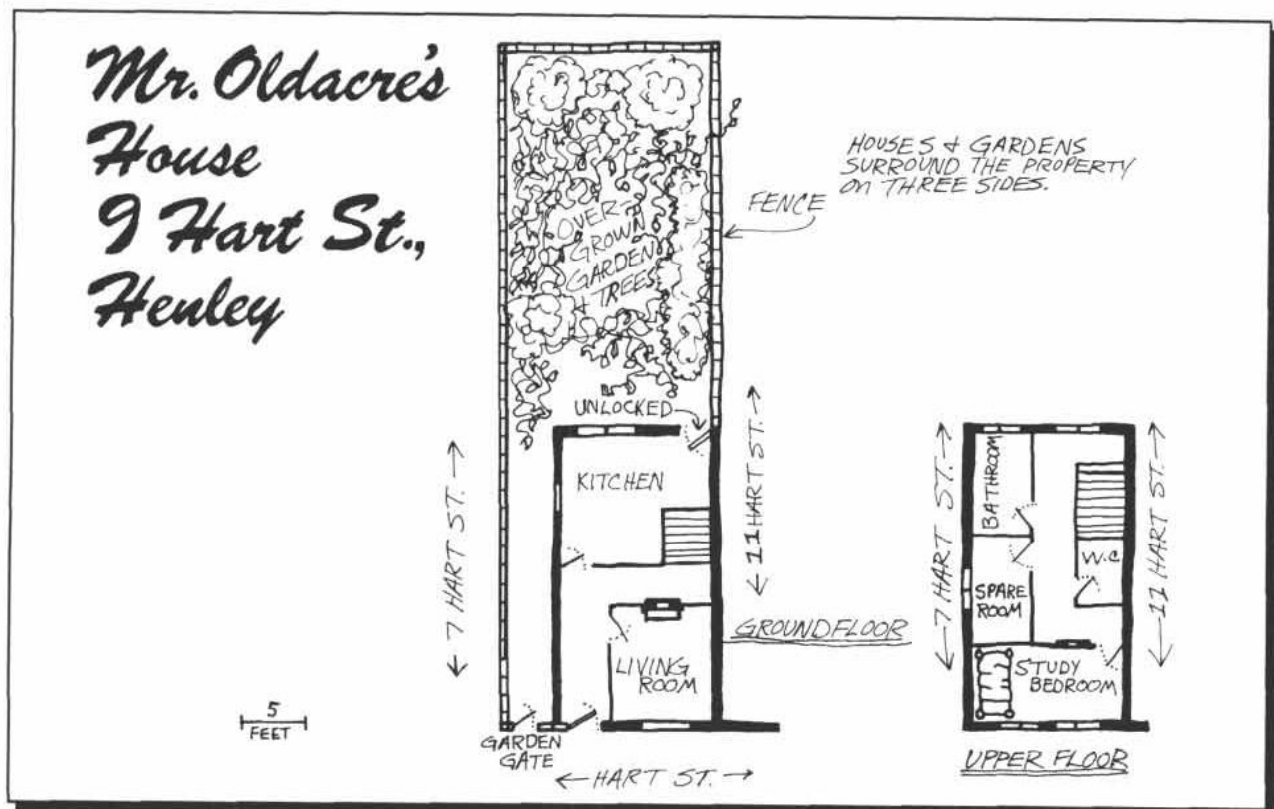 Mr. Oldacre's
House
9 Hart St.,
Henley
HOUSES & GARDENS
SURROUND THE PROPERTY
ON THREE SIDES.
FENCE
OVER-
GROWN
GARDEN
& TREES
UNLOCKED
← 7 HART ST. →
KITCHEN
← 11 HART ST. →
LIVING
ROOM
GROUND FLOOR
5
FEET
GARDEN
GATE
← HART ST. →
← 7 HART ST. →
BATHROOM
W.C
SPARE
ROOM
STUDY
BEDROOM
← 11 HART ST. →
UPPER FLOOR